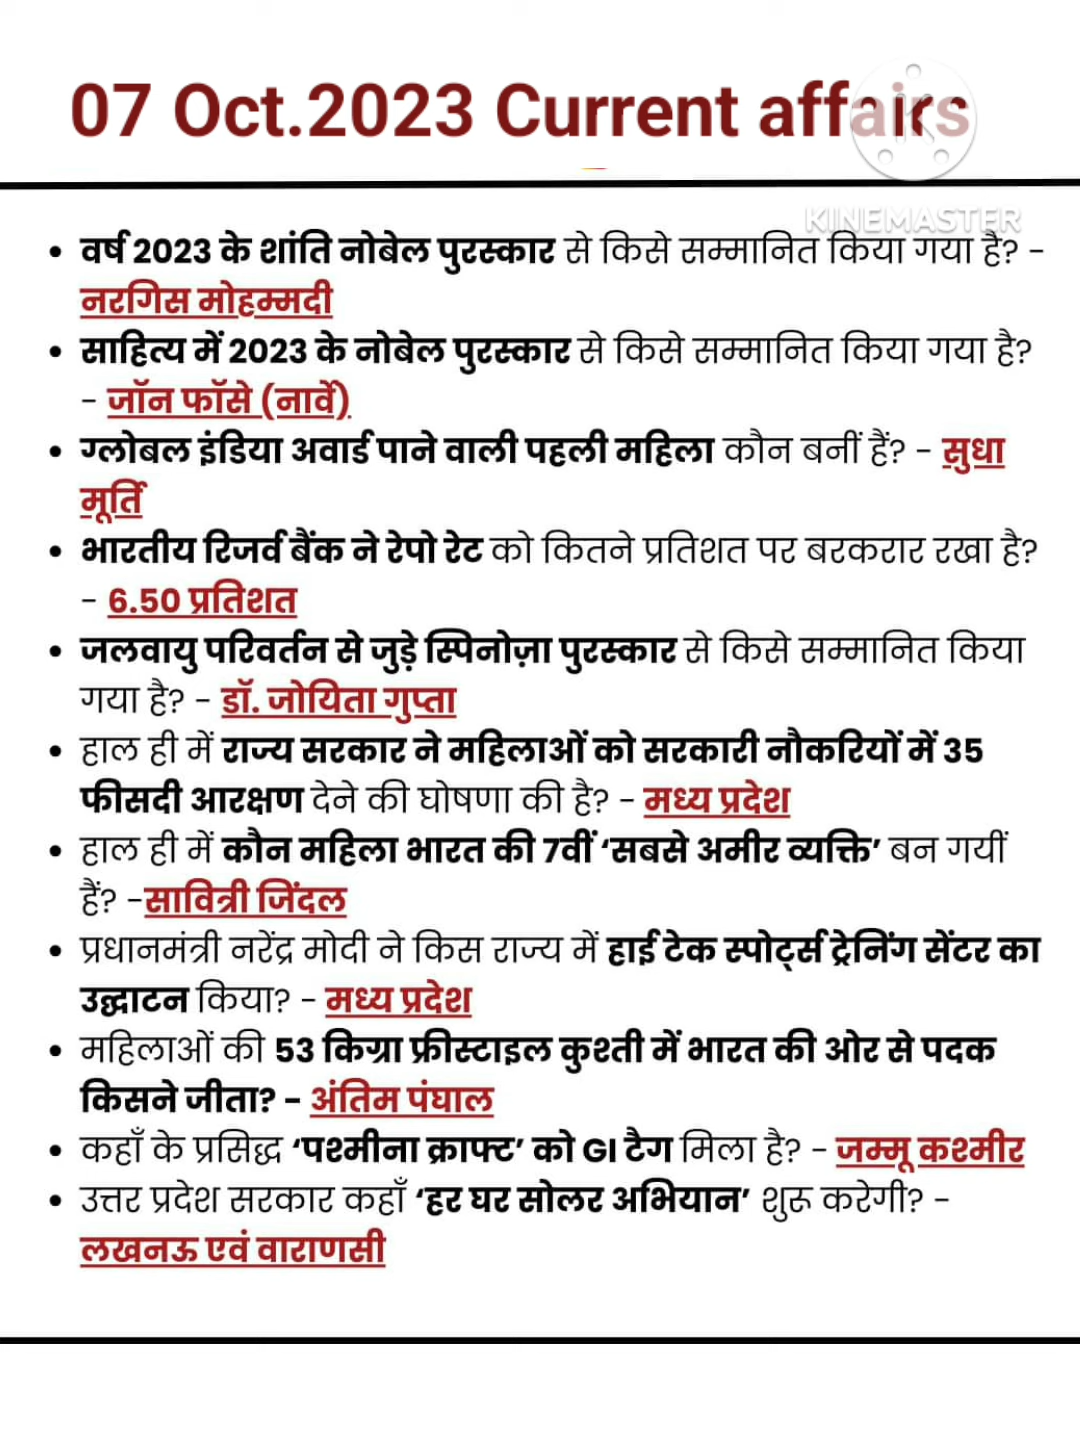 07 Oct.2023 Current affairs
KINEMASTER
• वर्ष 2023 के शांति नोबेल पुरस्कार से किसे सम्मानित किया गया है? -
नरगिस मोहम्मदी
• साहित्य में 2023 के नोबेल पुरस्कार से किसे सम्मानित किया गया है?
- जॉन फॉसे (नार्वे)
• ग्लोबल इंडिया अवार्ड पाने वाली पहली महिला कौन बनीं हैं? - सुधा
मूर्ति
• भारतीय रिजर्व बैंक ने रेपो रेट को कितने प्रतिशत पर बरकरार रखा है?
- 6.50 प्रतिशत
• जलवायु परिवर्तन से जुड़े स्पिनोज़ा पुरस्कार से किसे सम्मानित किया
गया है? - डॉ. जोयिता गुप्ता
• हाल ही में राज्य सरकार ने महिलाओं को सरकारी नौकरियों में 35
फीसदी आरक्षण देने की घोषणा की है? - मध्य प्रदेश
• हाल ही में कौन महिला भारत की 7वीं ‘सबसे अमीर व्यक्ति’ बन गयीं
हैं? -सावित्री जिंदल
• प्रधानमंत्री नरेंद्र मोदी ने किस राज्य में हाई टेक स्पोर्ट्स ट्रेनिंग सेंटर का
उद्घाटन किया? - मध्य प्रदेश
• महिलाओं की 53 किग्रा फ्रीस्टाइल कुश्ती में भारत की ओर से पदक
किसने जीता? - अंतिम पंघाल
• कहाँ के प्रसिद्ध ‘पश्मीना क्राफ्ट’ को GI टैग मिला है? - जम्मू कश्मीर
• उत्तर प्रदेश सरकार कहाँ ‘हर घर सोलर अभियान’ शुरू करेगी? -
लखनऊ एवं वाराणसी